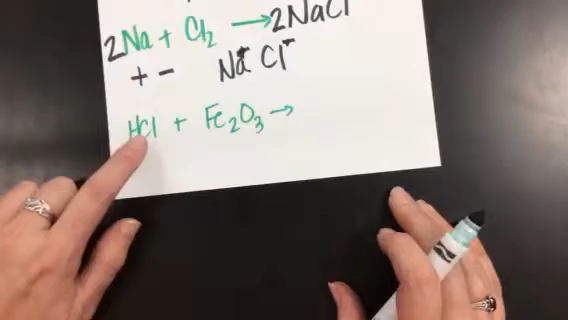 2Na + Cl₂ → 2NaCl
+ − Na⁺ Cl⁻
HCl + Fe₂O₃ →